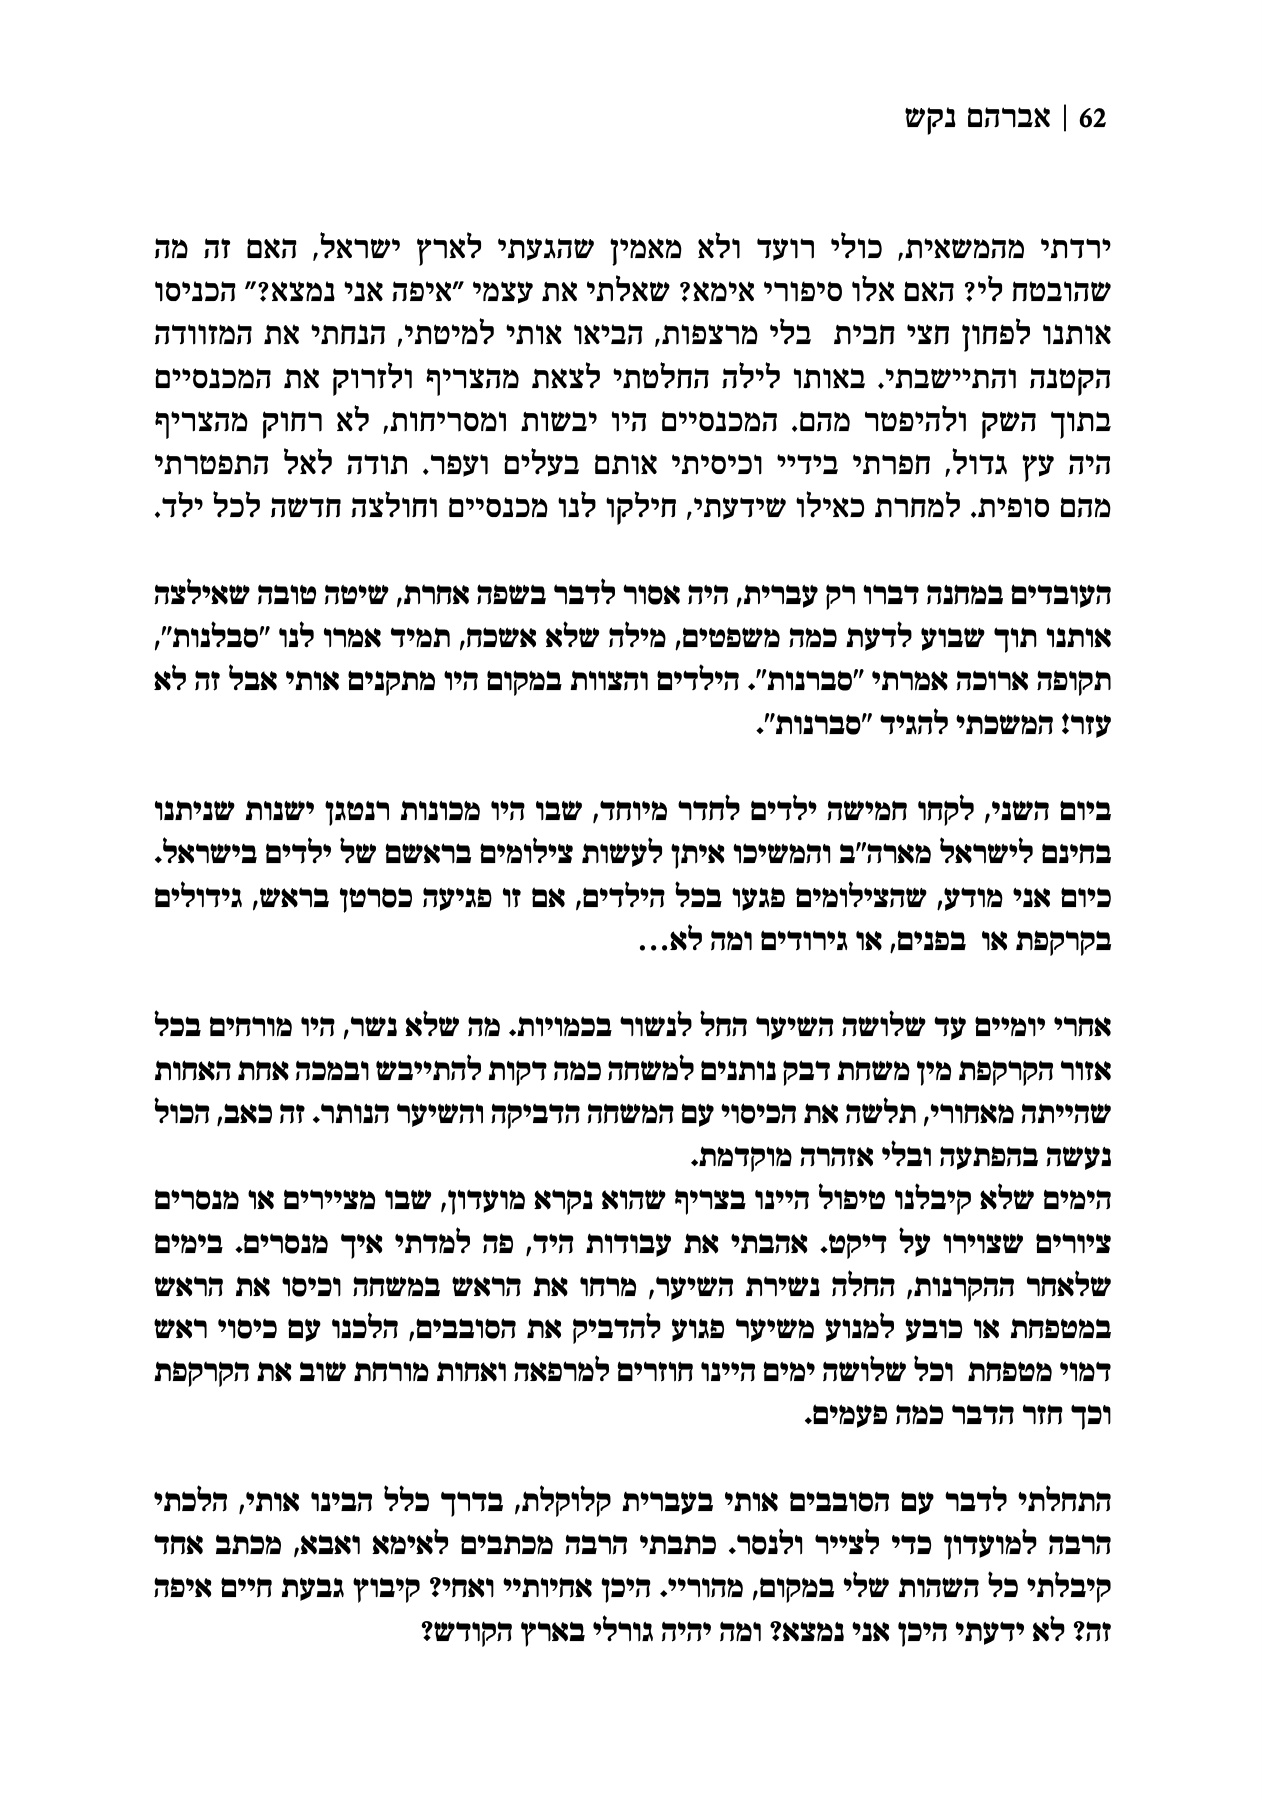 62 | אברהם נקש
ירדתי מהמשאית, כולי רועד ולא מאמין שהגעתי לארץ ישראל, האם זה מה
שהובטח לי? האם אלו סיפורי אימא? שאלתי את עצמי "איפה אני נמצא?" הכניסו
אותנו לפחון חצי חבית בלי מרצפות, הביאו אותי למיטתי, הנחתי את המזוודה
הקטנה והתיישבתי. באותו לילה החלטתי לצאת מהצריף ולזרוק את המכנסיים
בתוך השק ולהיפטר מהם. המכנסיים היו יבשות ומסריחות, לא רחוק מהצריף
היה עץ גדול, חפרתי בידיי וכיסיתי אותם בעלים ועפר. תודה לאל התפטרתי
מהם סופית. למחרת כאילו שידעתי, חילקו לנו מכנסיים וחולצה חדשה לכל ילד.
העובדים במחנה דברו רק עברית, היה אסור לדבר בשפה אחרת, שיטה טובה שאילצה
אותנו תוך שבוע לדעת כמה משפטים, מילה שלא אשכח, תמיד אמרו לנו "סבלנות",
תקופה ארוכה אמרתי "סברנות". הילדים והצוות במקום היו מתקנים אותי אבל זה לא
עזר! המשכתי להגיד "סברנות".
ביום השני, לקחו חמישה ילדים לחדר מיוחד, שבו היו מכונות רנטגן ישנות שניתנו
בחינם לישראל מארה"ב והמשיכו איתן לעשות צילומים בראשם של ילדים בישראל.
כיום אני מודע, שהצילומים פגעו בכל הילדים, אם זו פגיעה כסרטן בראש, גידולים
בקרקפת או בפנים, או גירודים ומה לא...
אחרי יומיים עד שלושה השיער החל לנשור בכמויות. מה שלא נשר, היו מורחים בכל
אזור הקרקפת מין משחת דבק נותנים למשחה כמה דקות להתייבש ובמכה אחת האחות
שהייתה מאחורי, תלשה את הכיסוי עם המשחה הדביקה והשיער הנותר. זה כאב, הכול
נעשה בהפתעה ובלי אזהרה מוקדמת.
הימים שלא קיבלנו טיפול היינו בצריף שהוא נקרא מועדון, שבו מציירים או מנסרים
ציורים שצוירו על דיקט. אהבתי את עבודות היד, פה למדתי איך מנסרים. בימים
שלאחר ההקרנות, החלה נשירת השיער, מרחו את הראש במשחה וכיסו את הראש
במטפחת או כובע למנוע משיער פגוע להדביק את הסובבים, הלכנו עם כיסוי ראש
דמוי מטפחת וכל שלושה ימים היינו חוזרים למרפאה ואחות מורחת שוב את הקרקפת
וכך חזר הדבר כמה פעמים.
התחלתי לדבר עם הסובבים אותי בעברית קלוקלת, בדרך כלל הבינו אותי, הלכתי
הרבה למועדון כדי לצייר ולנסר. כתבתי הרבה מכתבים לאימא ואבא, מכתב אחד
קיבלתי כל השהות שלי במקום, מהוריי. היכן אחיותיי ואחי? קיבוץ גבעת חיים איפה
זה? לא ידעתי היכן אני נמצא? ומה יהיה גורלי בארץ הקודש?